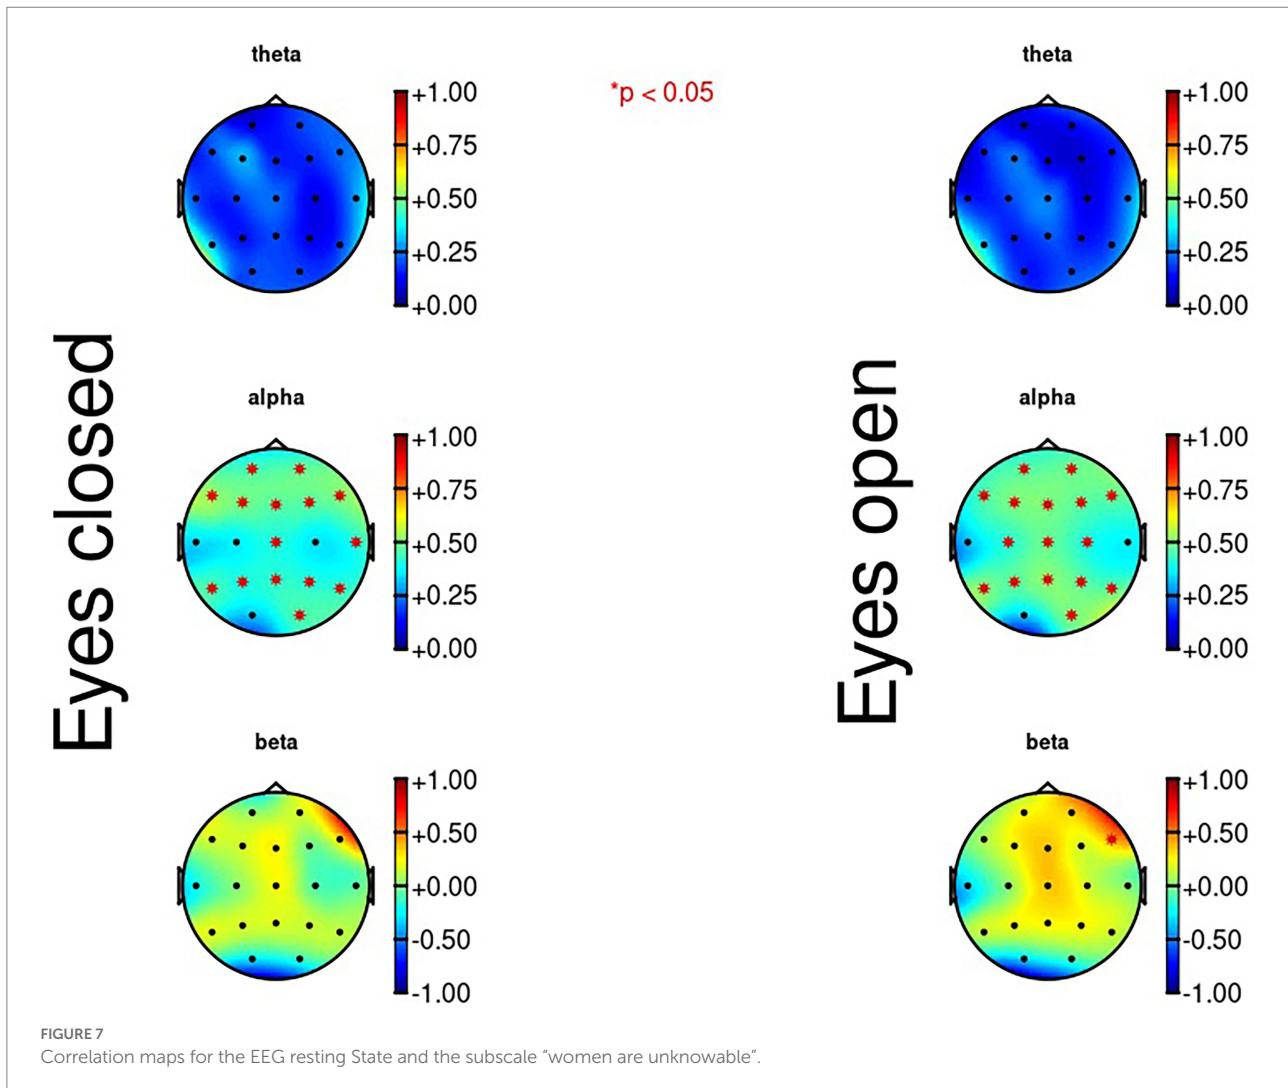 theta
+1.00
+0.75
+0.50
+0.25
+0.00
*p < 0.05
theta
+1.00
+0.75
+0.50
+0.25
+0.00
Eyes closed
alpha
+1.00
+0.75
+0.50
+0.25
+0.00
Eyes open
alpha
+1.00
+0.75
+0.50
+0.25
+0.00
beta
+1.00
+0.50
+0.00
-0.50
-1.00
beta
+1.00
+0.50
+0.00
-0.50
-1.00
FIGURE 7
Correlation maps for the EEG resting State and the subscale “women are unknowable”.